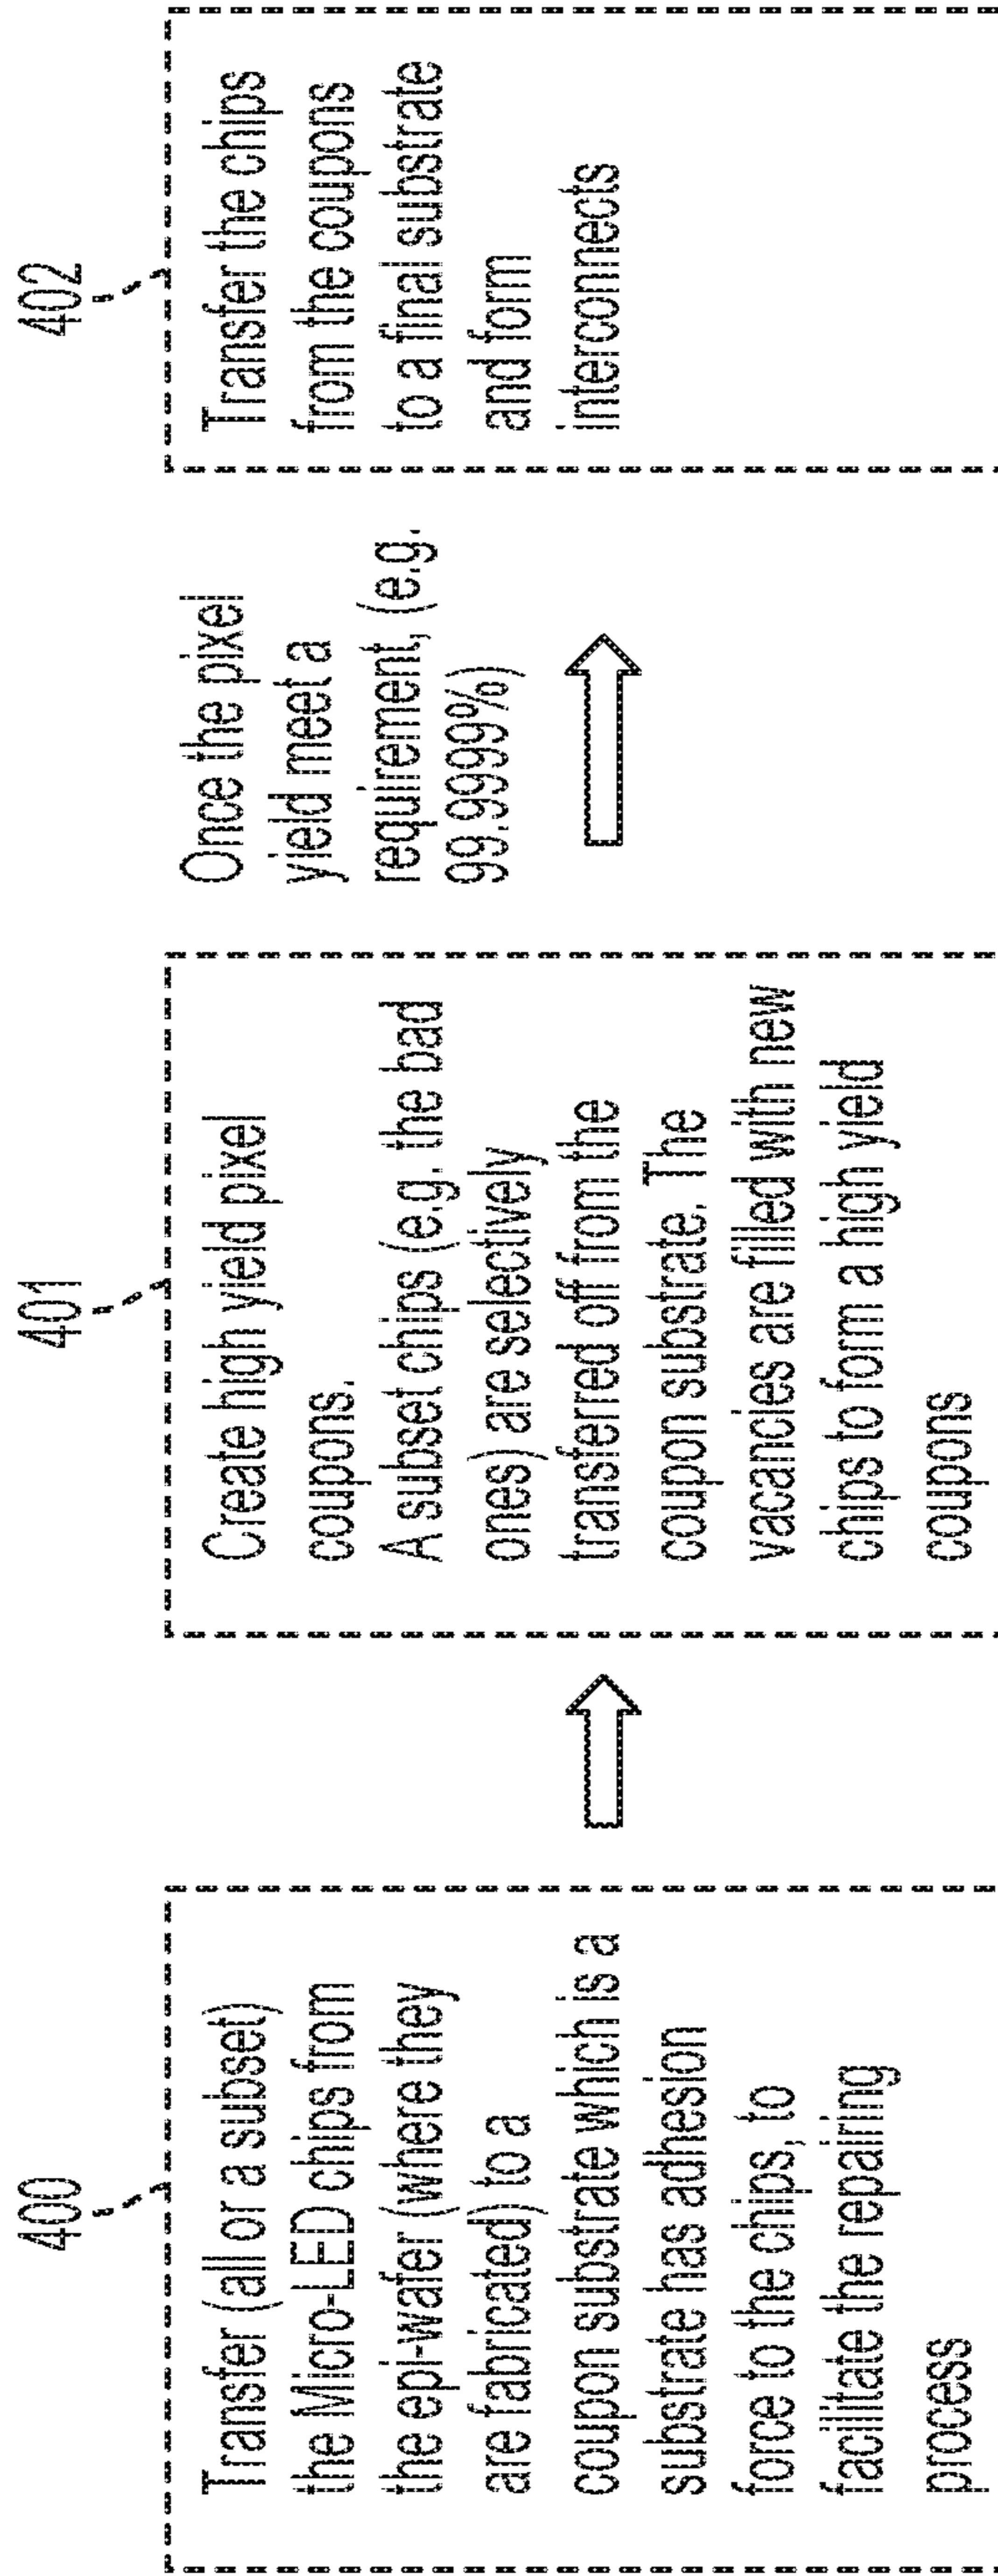 400
Transfer (all or a subset)
the Micro-LED chips from
the epi-wafer (where they
are fabricated) to a
coupon substrate which is a
substrate has adhesion
force to the chips, to
facilitate the repairing
process
401
Create high yield pixel
coupons.
A subset chips (e.g. the bad
ones) are selectively
transferred off from the
coupon substrate. The
vacancies are filled with new
chips to form a high yield
coupons
Once the pixel
yield meet a
requirement, (e.g.
99.9999%)
402
Transfer the chips
from the coupons
to a final substrate
and form
interconnects